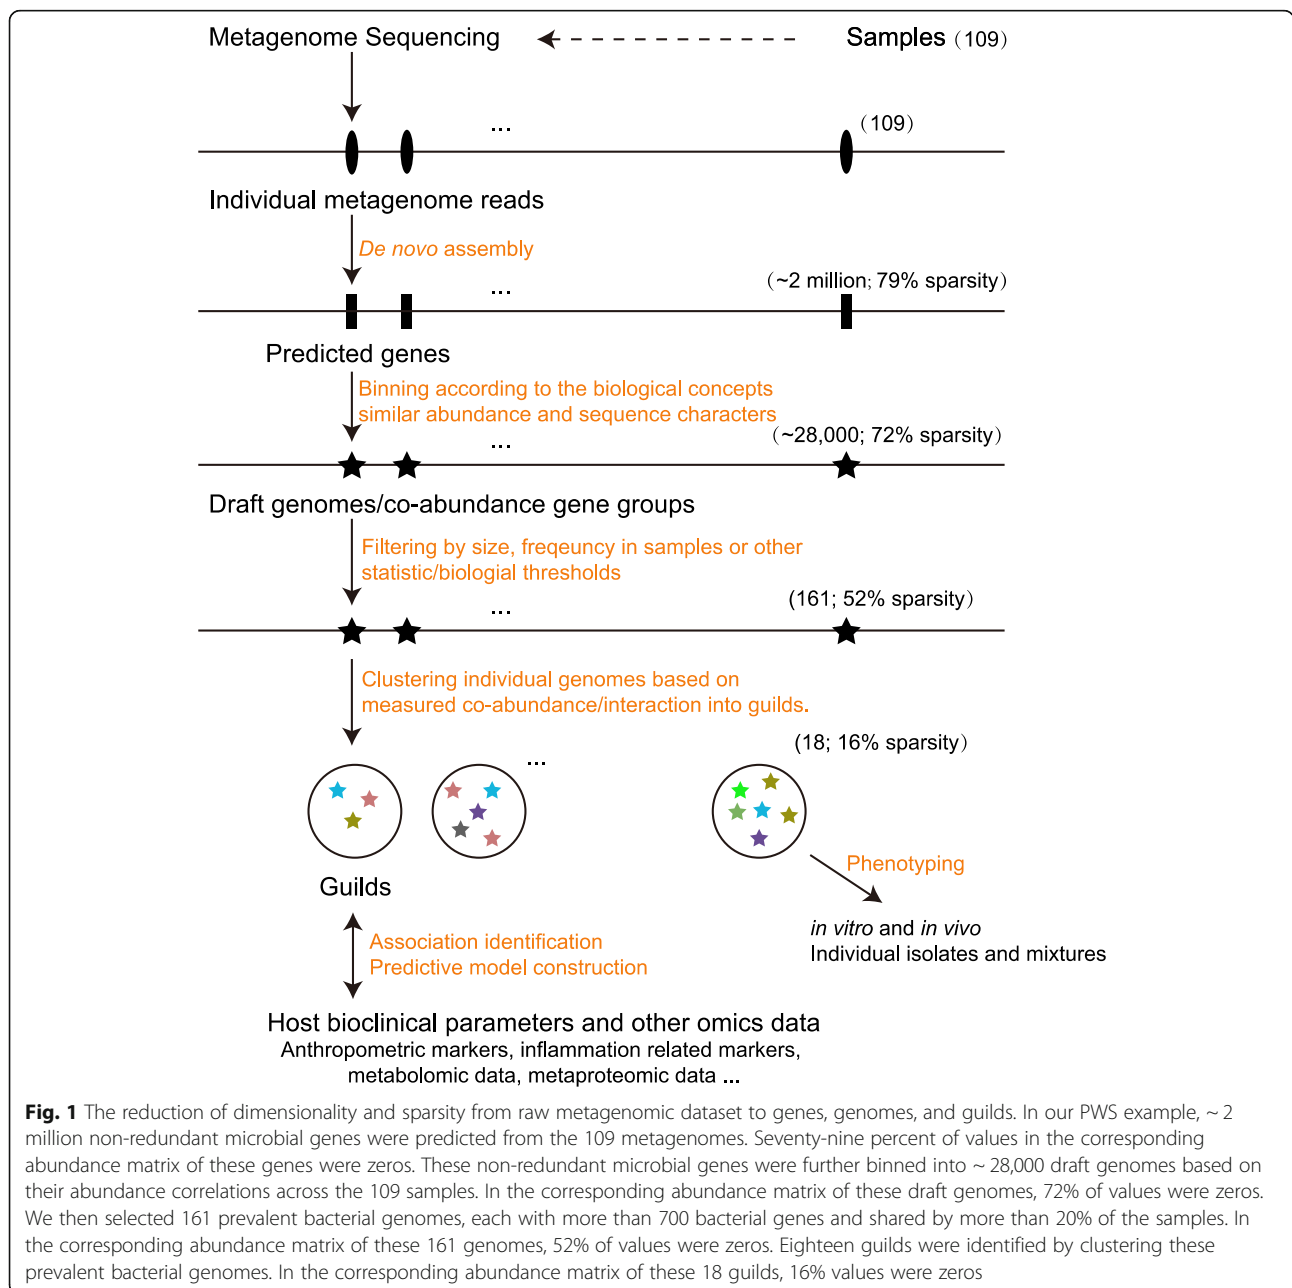 Metagenome Sequencing
Samples (109)
...
(109)
Individual metagenome reads
De novo assembly
...
(~2 million; 79% sparsity)
Predicted genes
Binning according to the biological concepts
similar abundance and sequence characters
...
(~28,000; 72% sparsity)
Draft genomes/co-abundance gene groups
Filtering by size, freqeuncy in samples or other
statistic/biologial thresholds
...
(161; 52% sparsity)
Clustering individual genomes based on
measured co-abundance/interaction into guilds.
...
(18; 16% sparsity)
Guilds
Phenotyping
in vitro and in vivo
Individual isolates and mixtures
Association identification
Predictive model construction
Host bioclinical parameters and other omics data
Anthropometric markers, inflammation related markers,
metabolomic data, metaproteomic data ...
Fig. 1 The reduction of dimensionality and sparsity from raw metagenomic dataset to genes, genomes, and guilds. In our PWS example, ~ 2
million non-redundant microbial genes were predicted from the 109 metagenomes. Seventy-nine percent of values in the corresponding
abundance matrix of these genes were zeros. These non-redundant microbial genes were further binned into ~ 28,000 draft genomes based on
their abundance correlations across the 109 samples. In the corresponding abundance matrix of these draft genomes, 72% of values were zeros.
We then selected 161 prevalent bacterial genomes, each with more than 700 bacterial genes and shared by more than 20% of the samples. In
the corresponding abundance matrix of these 161 genomes, 52% of values were zeros. Eighteen guilds were identified by clustering these
prevalent bacterial genomes. In the corresponding abundance matrix of these 18 guilds, 16% values were zeros